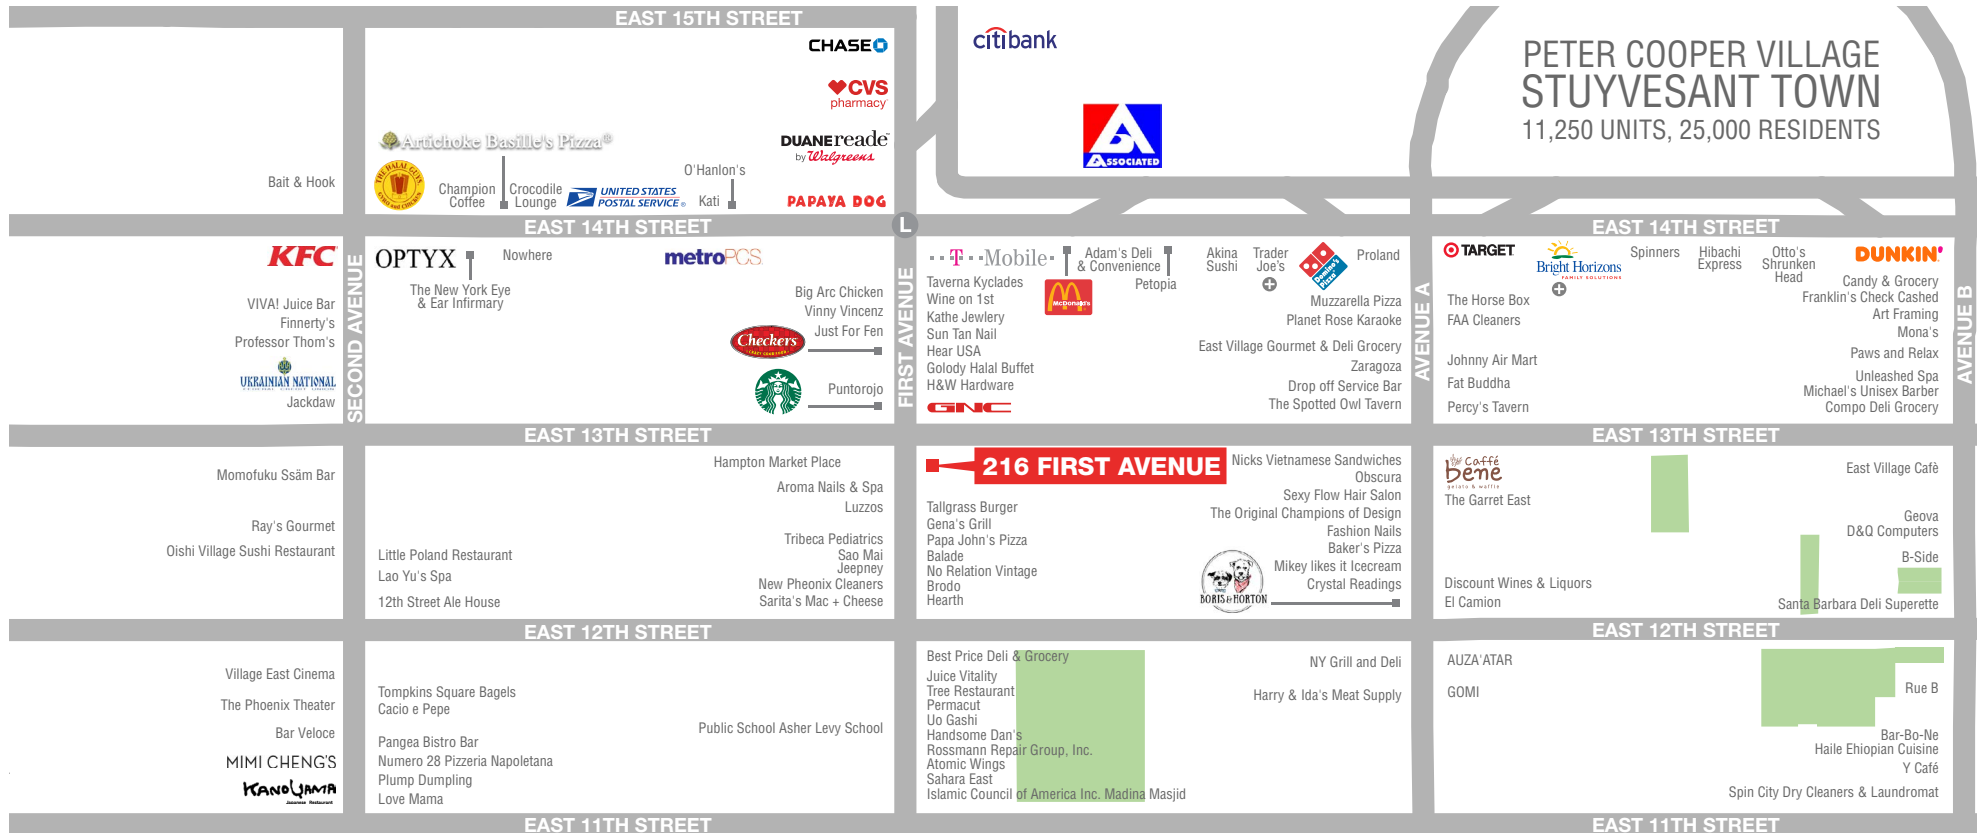 EAST 15TH STREET
CHASE
CVS
pharmacy
Artichoke Basille's Pizza®
DUANE reade
by Walgreens
THE HALAL GUYS
GYRO and CHICKEN
Champion
Coffee
Crocodile
Lounge
UNITED STATES
POSTAL SERVICE®
O'Hanlon's
Kati
PAPAYA DOG
Bait & Hook
citibank
ASSOCIATED
PETER COOPER VILLAGE
STUYVESANT TOWN
11,250 UNITS, 25,000 RESIDENTS
EAST 14TH STREET
L
EAST 14TH STREET
KFC
VIVA! Juice Bar
Finnerty's
Professor Thom's
UKRAINIAN NATIONAL
Jackdaw
SECOND AVENUE
OPTYX
Nowhere
The New York Eye
& Ear Infirmary
metroPCS.
Big Arc Chicken
Vinny Vincenz
Just For Fen
Checkers
Puntorojo
FIRST AVENUE
T Mobile
Taverna Kyclades
Wine on 1st
Kathe Jewlery
Sun Tan Nail
Hear USA
Golody Halal Buffet
H&W Hardware
GNC
McDonald's
Adam's Deli
& Convenience
Petopia
Akina
Sushi
Trader
Joe's
Domino's
Pizza
Proland
Muzzarella Pizza
Planet Rose Karaoke
East Village Gourmet & Deli Grocery
Zaragoza
Drop off Service Bar
The Spotted Owl Tavern
AVENUE A
TARGET
Bright Horizons
FAMILY SOLUTIONS
Spinners
Hibachi
Express
Otto's
Shrunken
Head
DUNKIN'
The Horse Box
FAA Cleaners
Johnny Air Mart
Fat Buddha
Percy's Tavern
Candy & Grocery
Franklin's Check Cashed
Art Framing
Mona's
Paws and Relax
Unleashed Spa
Michael's Unisex Barber
Compo Deli Grocery
AVENUE B
EAST 13TH STREET
EAST 13TH STREET
Momofuku Ssäm Bar
Ray's Gourmet
Oishi Village Sushi Restaurant
Little Poland Restaurant
Lao Yu's Spa
12th Street Ale House
Hampton Market Place
Aroma Nails & Spa
Luzzos
Tribeca Pediatrics
Sao Mai
Jeepney
New Pheonix Cleaners
Sarita's Mac + Cheese
216 FIRST AVENUE
Tallgrass Burger
Gena's Grill
Papa John's Pizza
Balade
No Relation Vintage
Brodo
Hearth
Nicks Vietnamese Sandwiches
Obscura
Sexy Flow Hair Salon
The Original Champions of Design
Fashion Nails
Baker's Pizza
Mikey likes it Icecream
Crystal Readings
BORIS & HORTON
Caffé
bene
gelato & waffle
The Garret East
Discount Wines & Liquors
El Camion
East Village Cafè
Geova
D&Q Computers
B-Side
Santa Barbara Deli Superette
EAST 12TH STREET
EAST 12TH STREET
Village East Cinema
The Phoenix Theater
Bar Veloce
MIMI CHENG'S
KANOYAMA
Japanese Restaurant
Tompkins Square Bagels
Cacio e Pepe
Pangea Bistro Bar
Numero 28 Pizzeria Napoletana
Plump Dumpling
Love Mama
Public School Asher Levy School
Best Price Deli & Grocery
Juice Vitality
Tree Restaurant
Permacut
Uo Gashi
Handsome Dan's
Rossmann Repair Group, Inc.
Atomic Wings
Sahara East
Islamic Council of America Inc. Madina Masjid
NY Grill and Deli
Harry & Ida's Meat Supply
AUZA'ATAR
GOMI
Rue B
Bar-Bo-Ne
Haile Ehiopian Cuisine
Y Café
Spin City Dry Cleaners & Laundromat
EAST 11TH STREET
EAST 11TH STREET